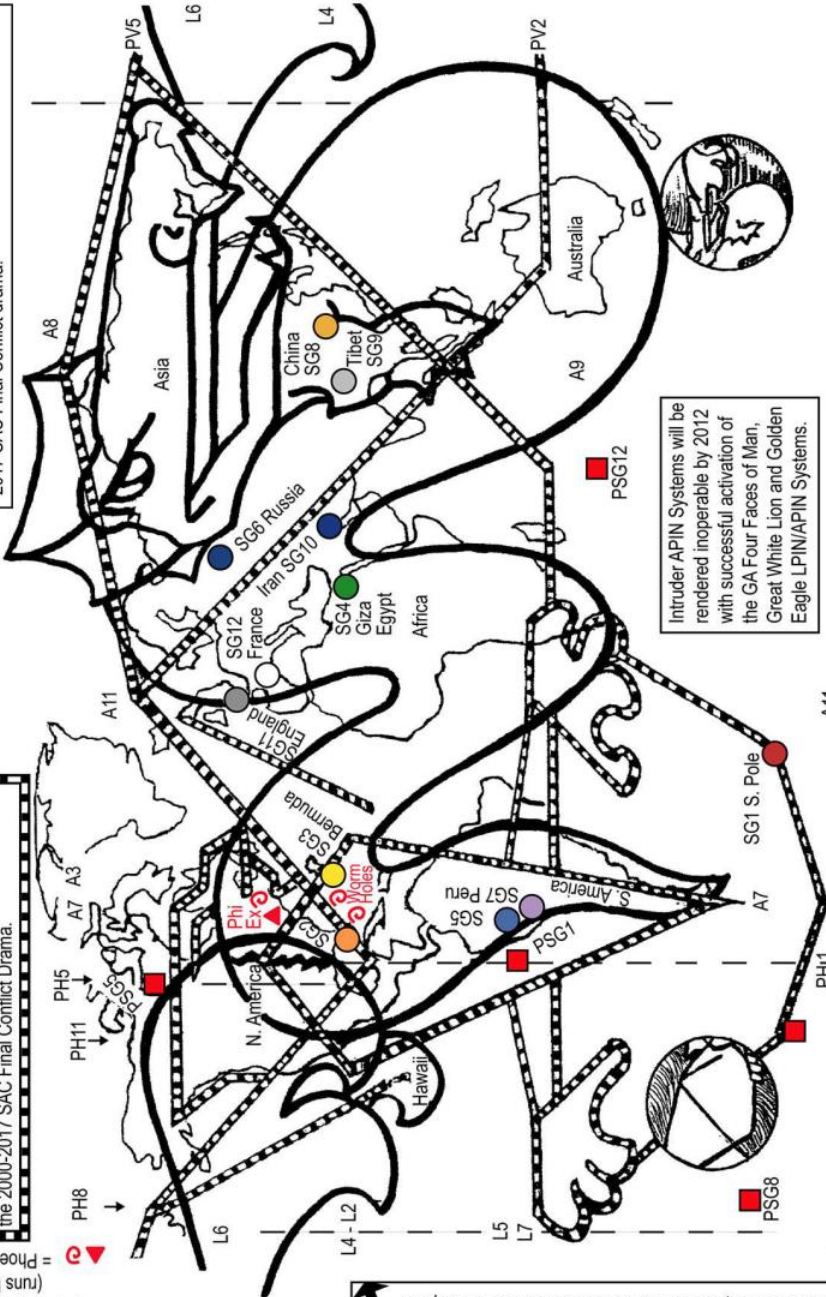 2017 SAC Final Conflict drama.
the 2000-2017 SAC Final Conflict Drama.
= Phoe
(runs
L6
L4
PV5
PV2
A8
Asia
China
SG8
Tibet
SG9
Australia
A9
PSG12
SG6 Russia
Iran SG10
SG4
Giza
Egypt
Africa
SG12
France
A11
SG11
England
Intruder APIN Systems will be
rendered inoperable by 2012
with successful activation of
the GA Four Faces of Man,
Great White Lion and Golden
Eagle LPIN/APIN Systems.
A3
A7
Bermuda
SG3
Phi
Ex
Worm
Holes
SG2
N. America
SG5
SG7 Peru
S. America
PSG1
A7
SG1 S. Pole
A11
PH1
PH5
PSG5
PH11
PH8
Hawaii
L6
L4 - L2
L5
L7
PSG8